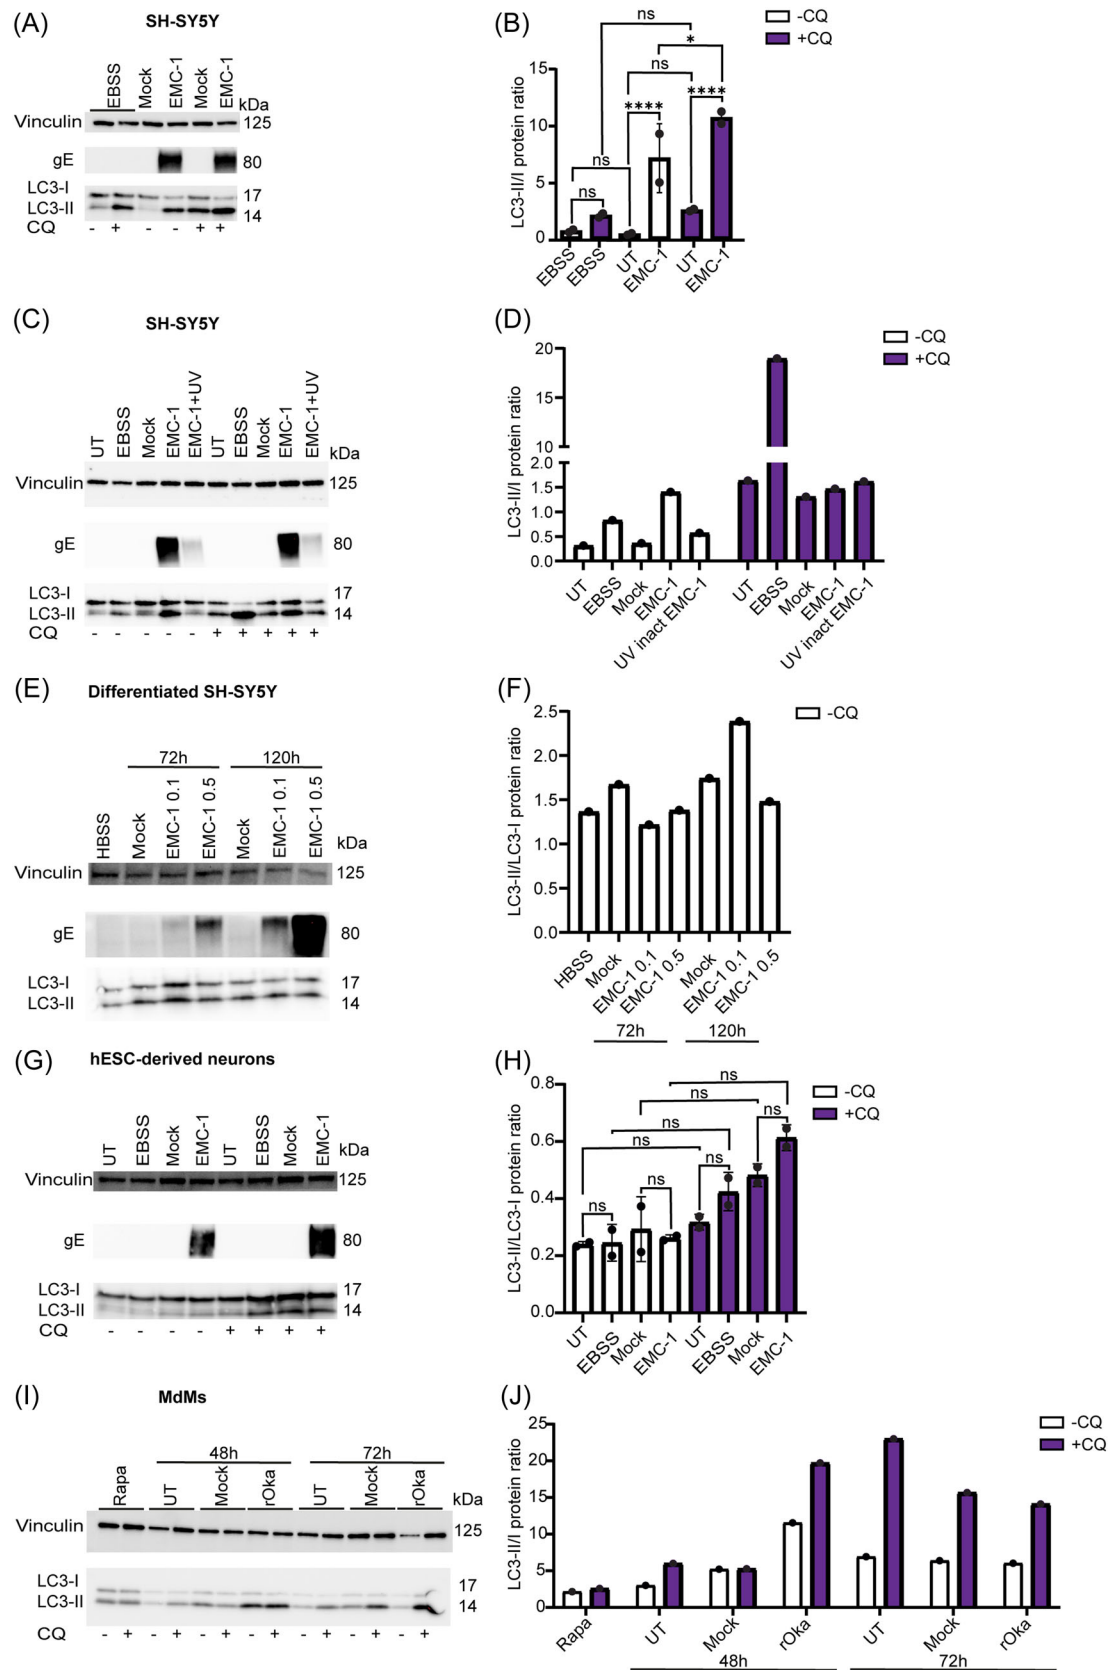 (A)
SH-SY5Y
EBSS
Mock
EMC-1
Mock
EMC-1
kDa
Vinculin
125
gE
80
LC3-I
17
LC3-II
14
CQ
- + - - + +
(B)
-CQ
+CQ
LC3-II/I protein ratio
15
10
5
0
ns
*
ns
****
****
ns
ns
EBSS
EBSS
UT
EMC-1
UT
EMC-1
(C)
SH-SY5Y
UT
EBSS
Mock
EMC-1
EMC-1+UV
UT
EBSS
Mock
EMC-1
EMC-1+UV
kDa
Vinculin
125
gE
80
LC3-I
17
LC3-II
14
CQ
- - - - - + + + + +
(D)
-CQ
+CQ
LC3-II/I protein ratio
20
15
10
2.0
1.5
1.0
0.5
0.0
UT
EBSS
Mock
EMC-1
UV inact EMC-1
UT
EBSS
Mock
EMC-1
UV inact EMC-1
(E)
Differentiated SH-SY5Y
72h
120h
HBSS
Mock
EMC-1 0.1
EMC-1 0.5
Mock
EMC-1 0.1
EMC-1 0.5
kDa
Vinculin
125
gE
80
LC3-I
17
LC3-II
14
(F)
-CQ
LC3-II/LC3-I protein ratio
2.5
2.0
1.5
1.0
0.5
0.0
HBSS
Mock
EMC-1 0.1
EMC-1 0.5
Mock
EMC-1 0.1
EMC-1 0.5
72h
120h
(G)
hESC-derived neurons
UT
EBSS
Mock
EMC-1
UT
EBSS
Mock
EMC-1
kDa
Vinculin
125
gE
80
LC3-I
17
LC3-II
14
CQ
- - - - + + + +
(H)
-CQ
+CQ
LC3-II/LC3-I protein ratio
0.8
0.6
0.4
0.2
0.0
ns
ns
ns
ns
ns
ns
ns
ns
UT
EBSS
Mock
EMC-1
UT
EBSS
Mock
EMC-1
(I)
MdMs
48h
72h
Rapa
UT
Mock
rOka
UT
Mock
rOka
kDa
Vinculin
125
LC3-I
17
LC3-II
14
CQ
- + - + - + - + - + - + - +
(J)
-CQ
+CQ
LC3-II/I protein ratio
25
20
15
10
5
0
Rapa
UT
Mock
rOka
UT
Mock
rOka
48h
72h